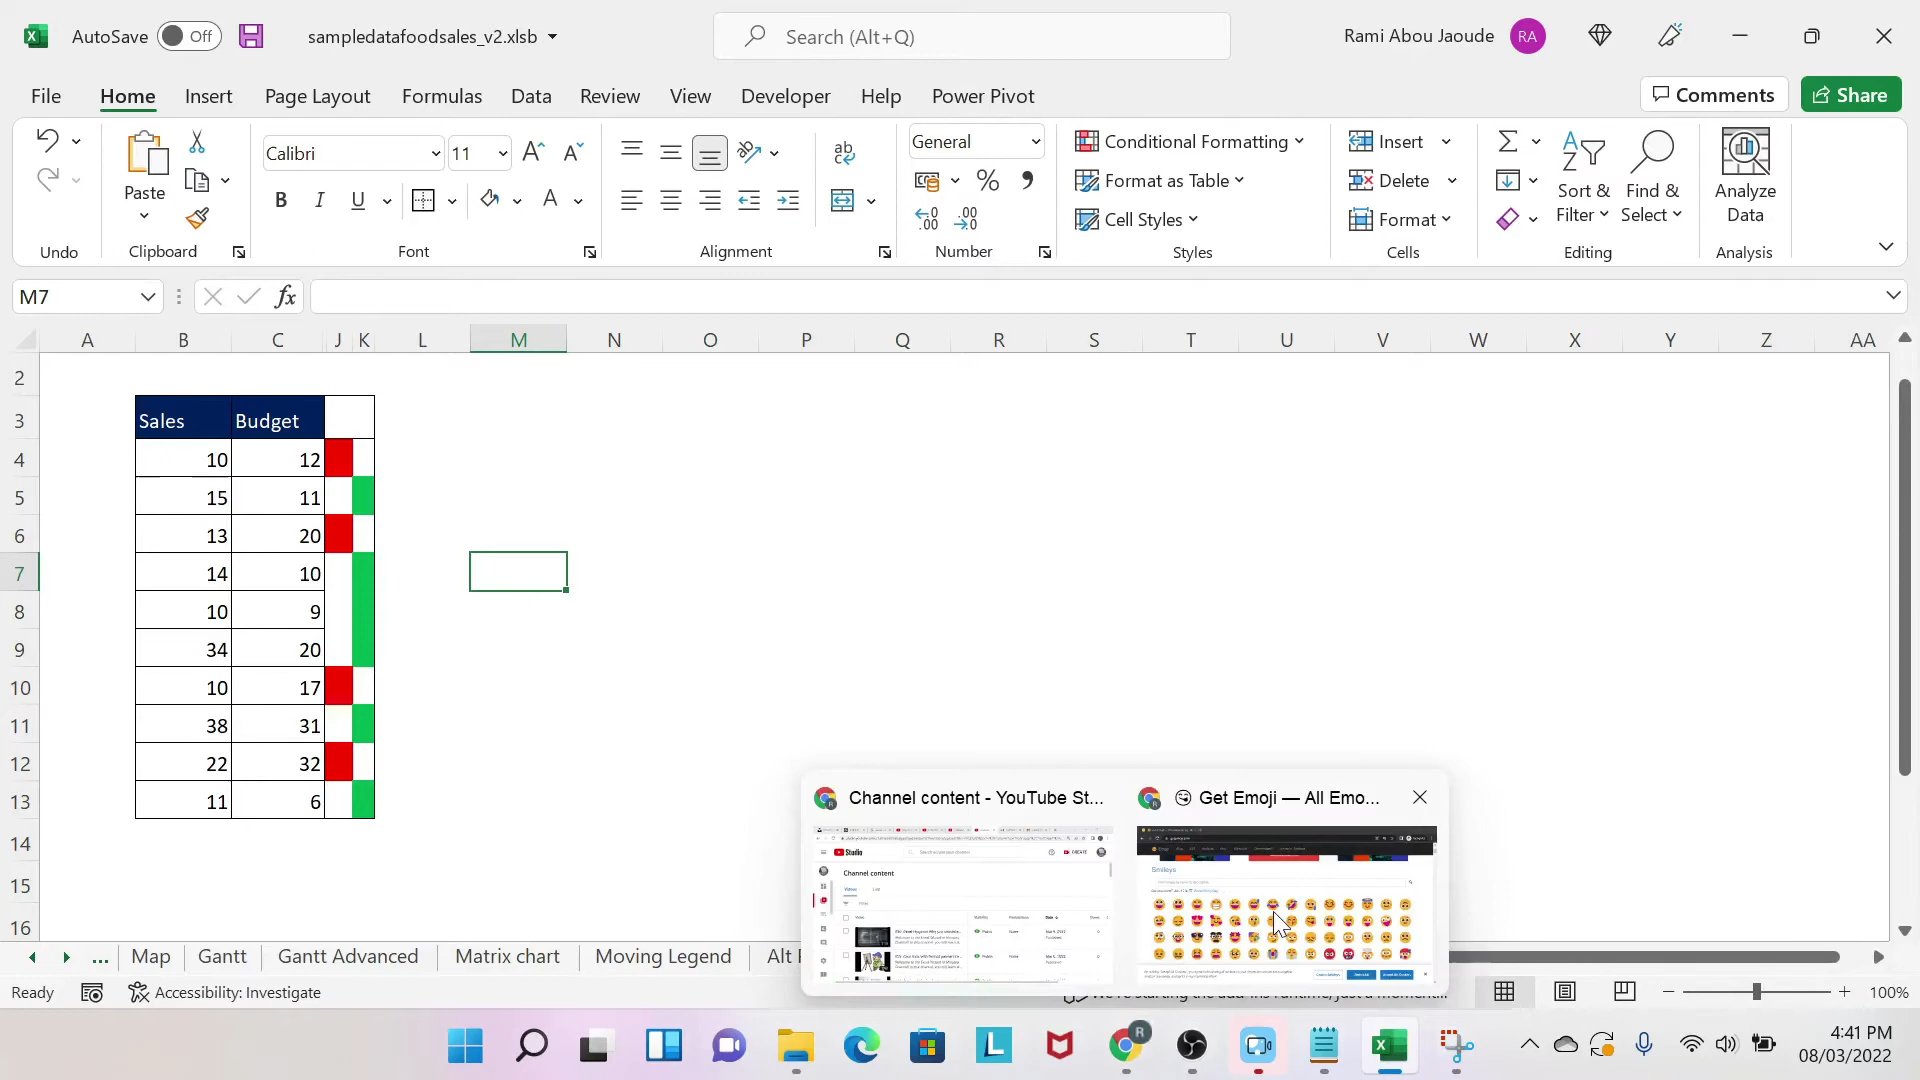 AutoSave Off sampledatafoodsales_v2.xlsb Search (Alt+Q) Rami Abou Jaoude RA
File Home Insert Page Layout Formulas Data Review View Developer Help Power Pivot Comments Share
Paste
Calibri 11
B I U A
ab
General
% 
Conditional Formatting
Format as Table
Cell Styles
Insert
Delete
Format
Sort & Filter
Find & Select
Analyze Data
Undo Clipboard Font Alignment Number Styles Cells Editing Analysis
M7 fx
A B C J K L M N O P Q R S T U V W X Y Z AA
2
3 Sales Budget
4 10 12
5 15 11
6 13 20
7 14 10
8 10 9
9 34 20
10 10 17
11 38 31
12 22 32
13 11 6
14
15
16
Channel content - YouTube St...
Get Emoji — All Emo...
Studio
Channel content
Smileys
... Map Gantt Gantt Advanced Matrix chart Moving Legend
Ready Accessibility: Investigate 100%
4:41 PM
08/03/2022